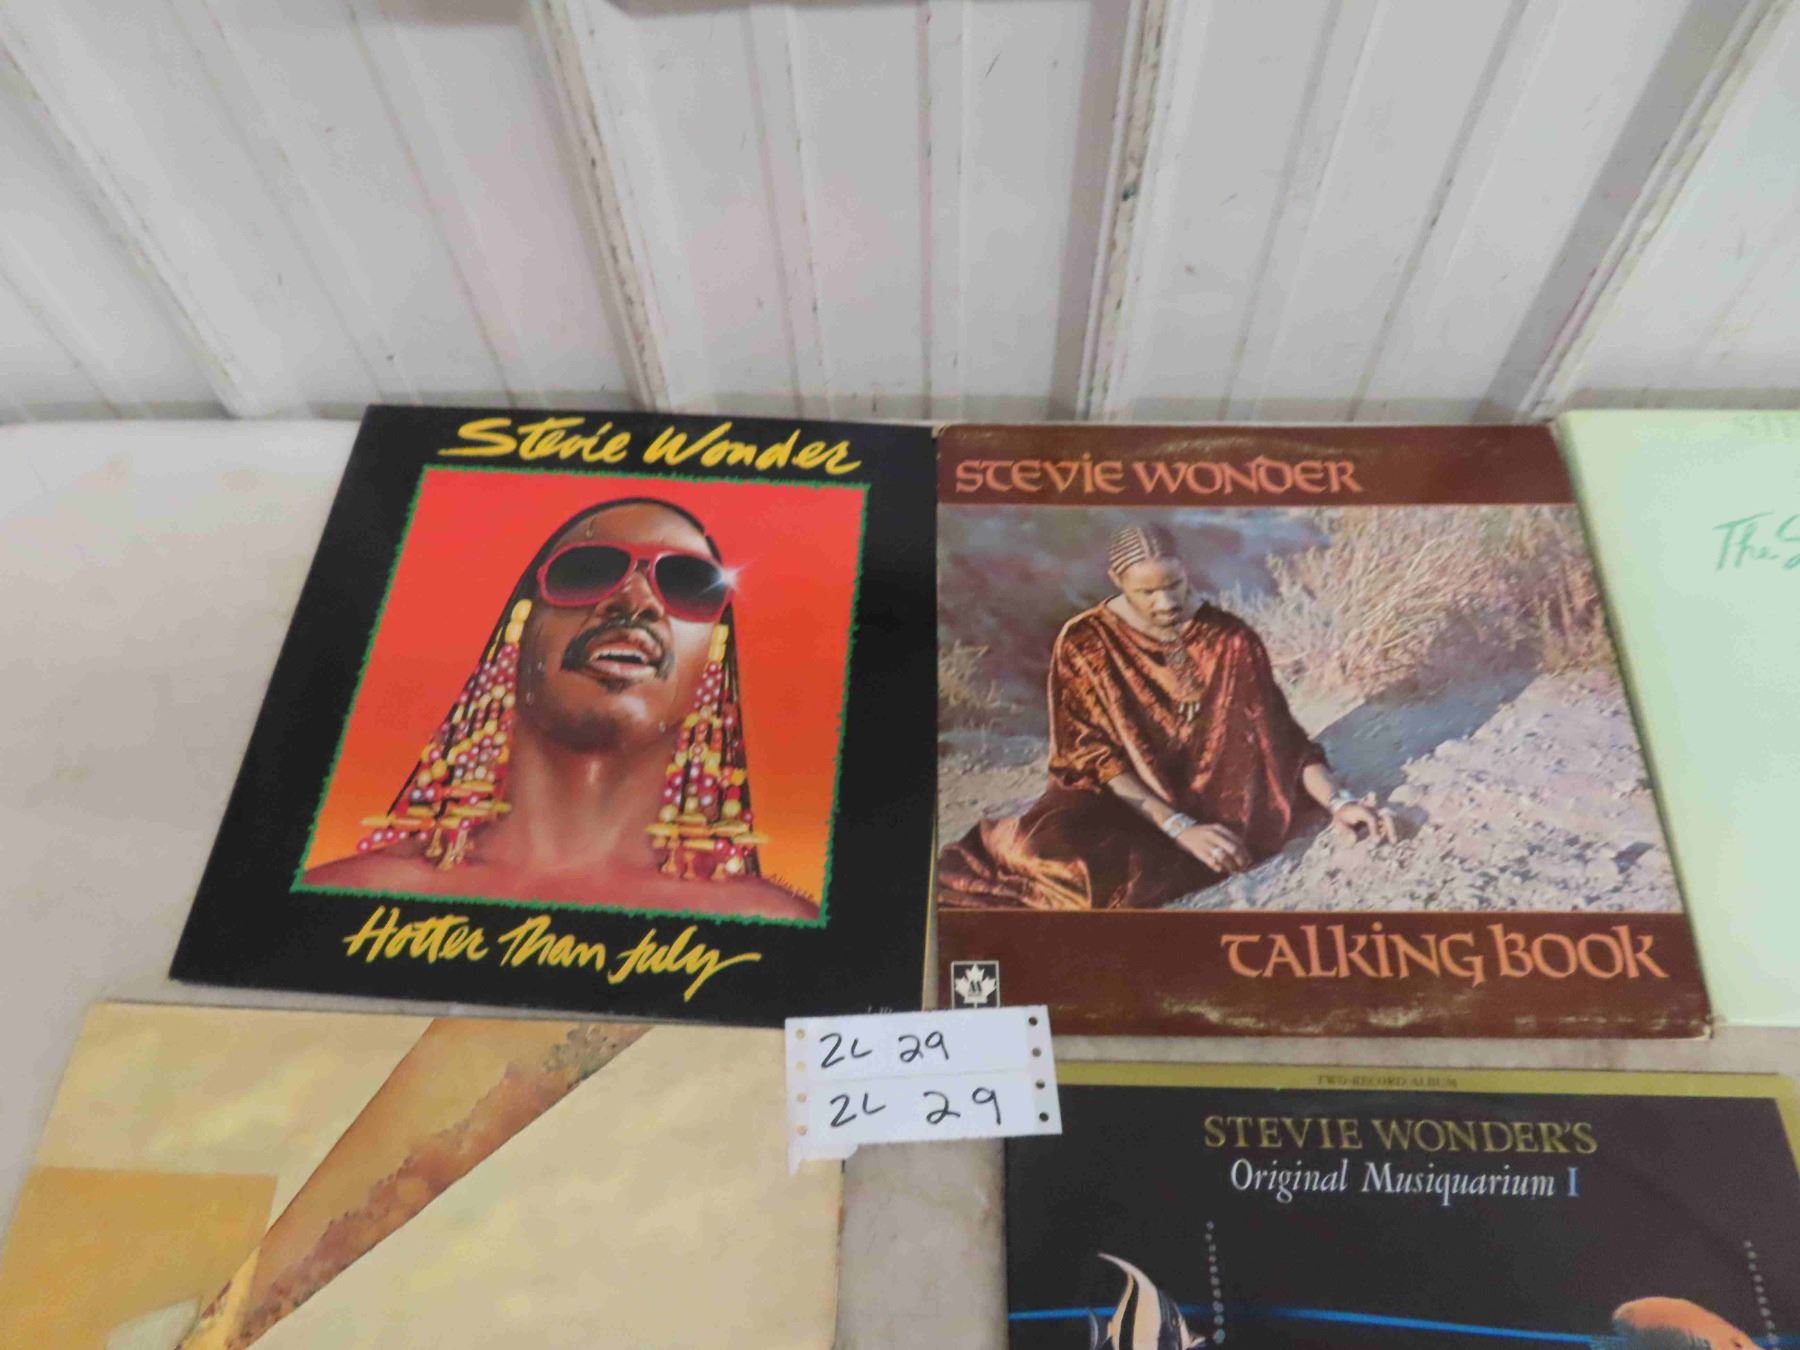 Stevie Wonder
Hotter Than July
STEVIE WONDER
TALKING BOOK
The
2L 29
2L 29
TWO-RECORD ALBUM
STEVIE WONDER'S
Original Musiquarium I